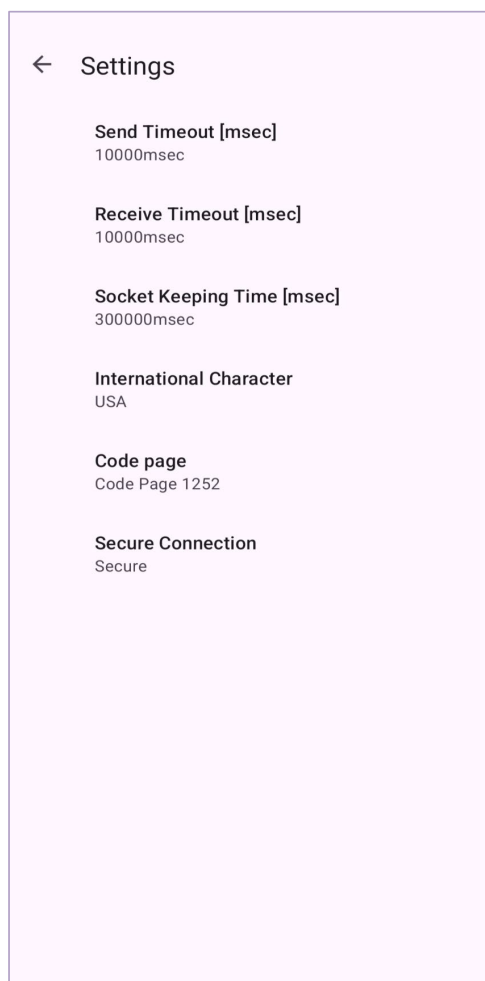 Settings
Send Timeout [msec]
10000msec
Receive Timeout [msec]
10000msec
Socket Keeping Time [msec]
300000msec
International Character
USA
Code page
Code Page 1252
Secure Connection
Secure